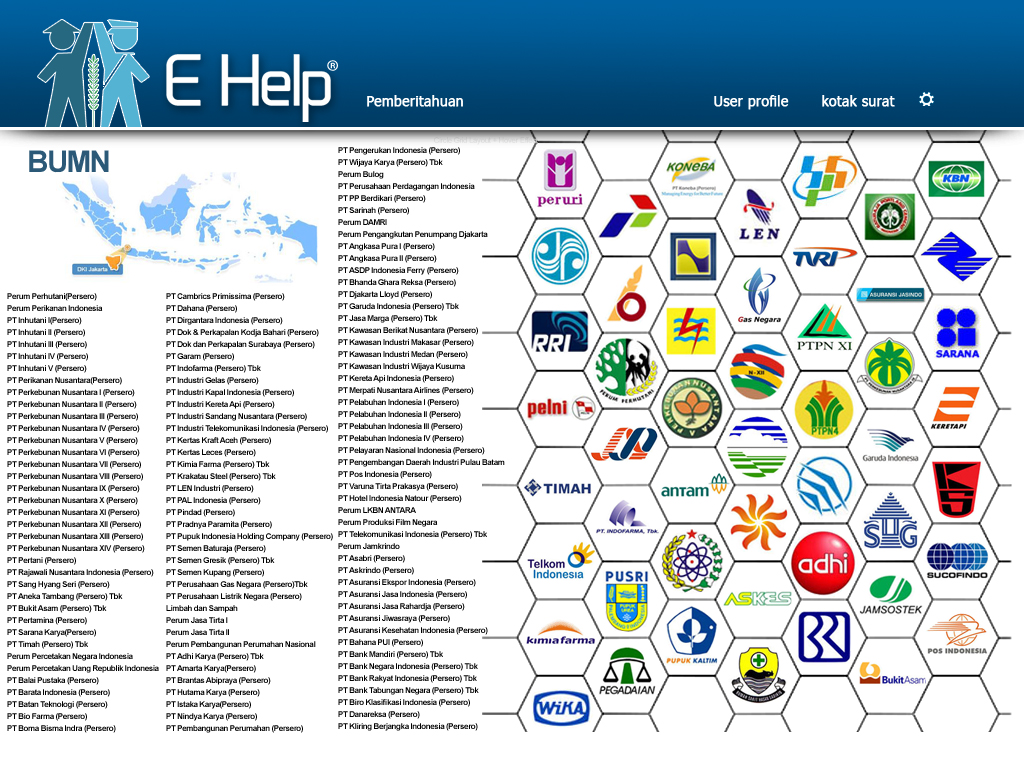 E Help®
Pemberitahuan
User profile
kotak surat
BUMN
DKI Jakarta
Perum Perhutani(Persero)
Perum Perikanan Indonesia
PT Inhutani I(Persero)
PT Inhutani II (Persero)
PT Inhutani III (Persero)
PT Inhutani IV (Persero)
PT Inhutani V (Persero)
PT Perikanan Nusantara(Persero)
PT Perkebunan Nusantara I (Persero)
PT Perkebunan Nusantara II (Persero)
PT Perkebunan Nusantara III (Persero)
PT Perkebunan Nusantara IV (Persero)
PT Perkebunan Nusantara V (Persero)
PT Perkebunan Nusantara VI (Persero)
PT Perkebunan Nusantara VII (Persero)
PT Perkebunan Nusantara VIII (Persero)
PT Perkebunan Nusantara IX (Persero)
PT Perkebunan Nusantara X (Persero)
PT Perkebunan Nusantara XI (Persero)
PT Perkebunan Nusantara XII (Persero)
PT Perkebunan Nusantara XIII (Persero)
PT Perkebunan Nusantara XIV (Persero)
PT Pertani (Persero)
PT Rajawali Nusantara Indonesia (Persero)
PT Sang Hyang Seri (Persero)
PT Aneka Tambang (Persero) Tbk
PT Bukit Asam (Persero) Tbk
PT Pertamina (Persero)
PT Sarana Karya(Persero)
PT Timah (Persero) Tbk
Perum Percetakan Negara Indonesia
Perum Percetakan Uang Republik Indonesia
PT Balai Pustaka (Persero)
PT Barata Indonesia (Persero)
PT Batan Teknologi (Persero)
PT Bio Farma (Persero)
PT Boma Bisma Indra (Persero)
PT Cambrics Primissima (Persero)
PT Dahana (Persero)
PT Dirgantara Indonesia (Persero)
PT Dok & Perkapalan Kodja Bahari (Persero)
PT Dok dan Perkapalan Surabaya (Persero)
PT Garam (Persero)
PT Indofarma (Persero) Tbk
PT Industri Gelas (Persero)
PT Industri Kapal Indonesia (Persero)
PT Industri Kereta Api (Persero)
PT Industri Sandang Nusantara (Persero)
PT Industri Telekomunikasi Indonesia (Persero)
PT Kertas Kraft Aceh (Persero)
PT Kertas Leces (Persero)
PT Kimia Farma (Persero) Tbk
PT Krakatau Steel (Persero) Tbk
PT LEN Industri (Persero)
PT PAL Indonesia (Persero)
PT Pindad (Persero)
PT Pradnya Paramita (Persero)
PT Pupuk Indonesia Holding Company (Persero)
PT Semen Baturaja (Persero)
PT Semen Gresik (Persero) Tbk
PT Semen Kupang (Persero)
PT Perusahaan Gas Negara (Persero)Tbk
PT Perusahaan Listrik Negara (Persero)
Limbah dan Sampah
Perum Jasa Tirta I
Perum Jasa Tirta II
Perum Pembangunan Perumahan Nasional
PT Adhi Karya (Persero) Tbk
PT Amarta Karya(Persero)
PT Brantas Abipraya (Persero)
PT Hutama Karya (Persero)
PT Istaka Karya(Persero)
PT Nindya Karya (Persero)
PT Pembangunan Perumahan (Persero)
PT Pengerukan Indonesia (Persero)
PT Wijaya Karya (Persero) Tbk
Perum Bulog
PT Perusahaan Perdagangan Indonesia
PT PP Berdikari (Persero)
PT Sarinah (Persero)
Perum DAMRI
Perum Pengangkutan Penumpang Djakarta
PT Angkasa Pura I (Persero)
PT Angkasa Pura II (Persero)
PT ASDP Indonesia Ferry (Persero)
PT Bhanda Ghara Reksa (Persero)
PT Djakarta Lloyd (Persero)
PT Garuda Indonesia (Persero) Tbk
PT Jasa Marga (Persero) Tbk
PT Kawasan Berikat Nusantara (Persero)
PT Kawasan Industri Makasar (Persero)
PT Kawasan Industri Medan (Persero)
PT Kawasan Industri Wijaya Kusuma
PT Kereta Api Indonesia (Persero)
PT Merpati Nusantara Airlines (Persero)
PT Pelabuhan Indonesia I (Persero)
PT Pelabuhan Indonesia II (Persero)
PT Pelabuhan Indonesia III (Persero)
PT Pelabuhan Indonesia IV (Persero)
PT Pelayaran Nasional Indonesia (Persero)
PT Pengembangan Daerah Industri Pulau Batam
PT Pos Indonesia (Persero)
PT Varuna Tirta Prakasya (Persero)
PT Hotel Indonesia Natour (Persero)
Perum LKBN ANTARA
Perum Produksi Film Negara
PT Telekomunikasi Indonesia (Persero) Tbk
Perum Jamkrindo
PT Asabri (Persero)
PT Askrindo (Persero)
PT Asuransi Ekspor Indonesia (Persero)
PT Asuransi Jasa Indonesia (Persero)
PT Asuransi Jasa Rahardja (Persero)
PT Asuransi Jiwasraya (Persero)
PT Asuransi Kesehatan Indonesia (Persero)
PT Bahana PUI (Persero)
PT Bank Mandiri (Persero) Tbk
PT Bank Negara Indonesia (Persero) Tbk
PT Bank Rakyat Indonesia (Persero) Tbk
PT Bank Tabungan Negara (Persero) Tbk
PT Biro Klasifikasi Indonesia (Persero)
PT Danareksa (Persero)
PT Kliring Berjangka Indonesia (Persero)
peruri
KONEBA
PT Koneba (Persero)
Managing Energy for Better Future
KBN
LEN
TVRI
ASURANSI JASINDO
Gas Negara
RRI
PTPN XI
SARANA
PERUM PERHUTANI
N - XII
pelni
PTPN4
KERETAPI
Garuda Indonesia
TIMAH
antam
PT. INDOFARMA, Tbk
SIG
KS
Telkom
Indonesia
adhi
SUCOFINDO
PUSRI
PUPUK
UREA
ASKES
JAMSOSTEK
kimia farma
PUPUK KALTIM
BRI
POS INDONESIA
PEGADAIAN
BukitAsam
WIKA